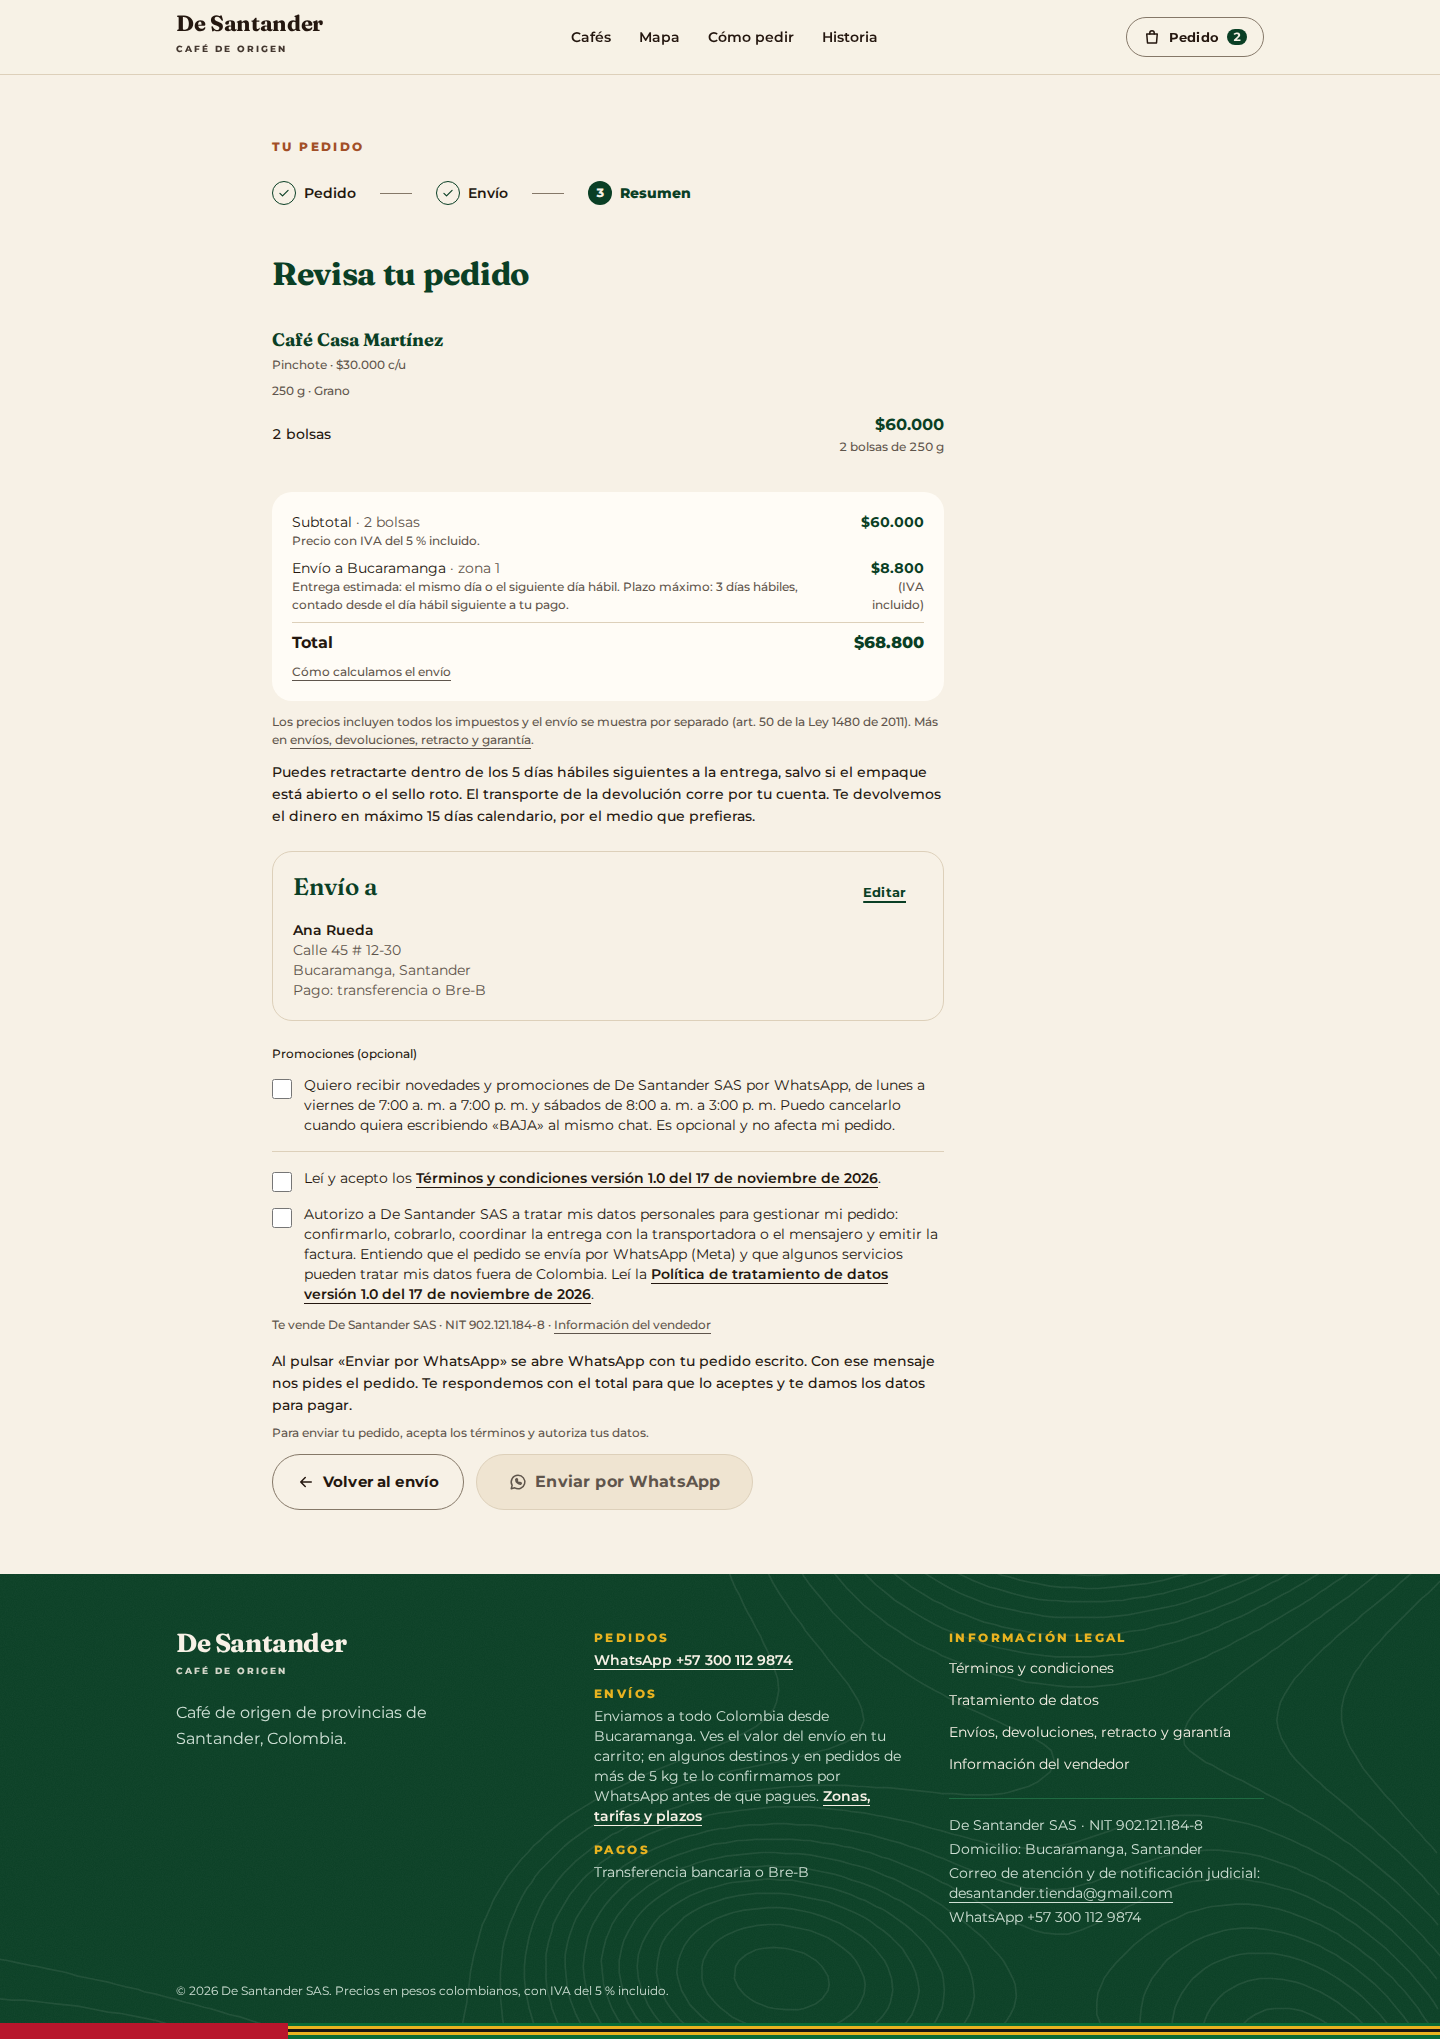 De Santander
CAFÉ DE ORIGEN
Cafés
Mapa
Cómo pedir
Historia
Pedido 2
TU PEDIDO
Pedido
Envío
3 Resumen
Revisa tu pedido
Café Casa Martínez
Pinchote · $30.000 c/u
250 g · Grano
2 bolsas
$60.000
2 bolsas de 250 g
Subtotal · 2 bolsas
$60.000
Precio con IVA del 5 % incluido.
Envío a Bucaramanga · zona 1
$8.800
Entrega estimada: el mismo día o el siguiente día hábil. Plazo máximo: 3 días hábiles,
contado desde el día hábil siguiente a tu pago.
(IVA
incluido)
Total
$68.800
Cómo calculamos el envío
Los precios incluyen todos los impuestos y el envío se muestra por separado (art. 50 de la Ley 1480 de 2011). Más
en envíos, devoluciones, retracto y garantía.
Puedes retractarte dentro de los 5 días hábiles siguientes a la entrega, salvo si el empaque
está abierto o el sello roto. El transporte de la devolución corre por tu cuenta. Te devolvemos
el dinero en máximo 15 días calendario, por el medio que prefieras.
Envío a
Editar
Ana Rueda
Calle 45 # 12-30
Bucaramanga, Santander
Pago: transferencia o Bre-B
Promociones (opcional)
Quiero recibir novedades y promociones de De Santander SAS por WhatsApp, de lunes a
viernes de 7:00 a. m. a 7:00 p. m. y sábados de 8:00 a. m. a 3:00 p. m. Puedo cancelarlo
cuando quiera escribiendo «BAJA» al mismo chat. Es opcional y no afecta mi pedido.
Leí y acepto los Términos y condiciones versión 1.0 del 17 de noviembre de 2026.
Autorizo a De Santander SAS a tratar mis datos personales para gestionar mi pedido:
confirmarlo, cobrarlo, coordinar la entrega con la transportadora o el mensajero y emitir la
factura. Entiendo que el pedido se envía por WhatsApp (Meta) y que algunos servicios
pueden tratar mis datos fuera de Colombia. Leí la Política de tratamiento de datos
versión 1.0 del 17 de noviembre de 2026.
Te vende De Santander SAS · NIT 902.121.184-8 · Información del vendedor
Al pulsar «Enviar por WhatsApp» se abre WhatsApp con tu pedido escrito. Con ese mensaje
nos pides el pedido. Te respondemos con el total para que lo aceptes y te damos los datos
para pagar.
Para enviar tu pedido, acepta los términos y autoriza tus datos.
Volver al envío
Enviar por WhatsApp
De Santander
CAFÉ DE ORIGEN
Café de origen de provincias de
Santander, Colombia.
PEDIDOS
WhatsApp +57 300 112 9874
ENVÍOS
Enviamos a todo Colombia desde
Bucaramanga. Ves el valor del envío en tu
carrito; en algunos destinos y en pedidos de
más de 5 kg te lo confirmamos por
WhatsApp antes de que pagues. Zonas,
tarifas y plazos
PAGOS
Transferencia bancaria o Bre-B
INFORMACIÓN LEGAL
Términos y condiciones
Tratamiento de datos
Envíos, devoluciones, retracto y garantía
Información del vendedor
De Santander SAS · NIT 902.121.184-8
Domicilio: Bucaramanga, Santander
Correo de atención y de notificación judicial:
desantander.tienda@gmail.com
WhatsApp +57 300 112 9874
© 2026 De Santander SAS. Precios en pesos colombianos, con IVA del 5 % incluido.